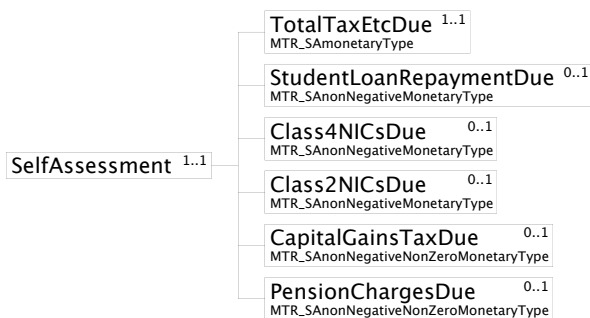 TotalTaxEtcDue 1..1
MTR_SAmonetaryType
StudentLoanRepaymentDue 0..1
MTR_SAnonNegativeMonetaryType
Class4NICsDue 0..1
MTR_SAnonNegativeMonetaryType
SelfAssessment 1..1
Class2NICsDue 0..1
MTR_SAnonNegativeMonetaryType
CapitalGainsTaxDue 0..1
MTR_SAnonNegativeNonZeroMonetaryType
PensionChargesDue 0..1
MTR_SAnonNegativeNonZeroMonetaryType